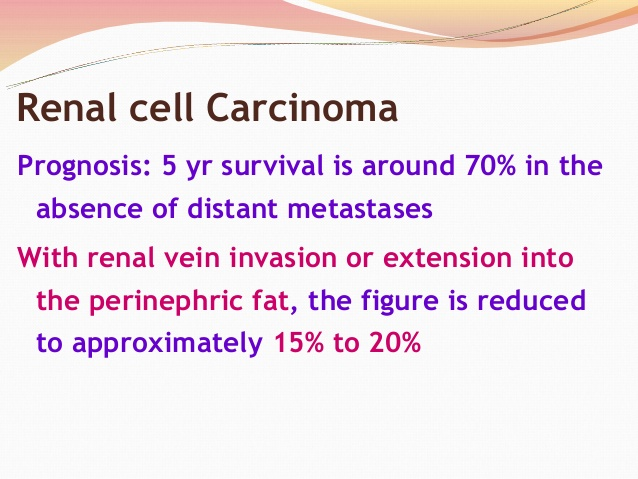 Renal cell Carcinoma
Prognosis: 5 yr survival is around 70% in the
absence of distant metastases
With renal vein invasion or extension into
the perinephric fat, the figure is reduced
to approximately 15% to 20%